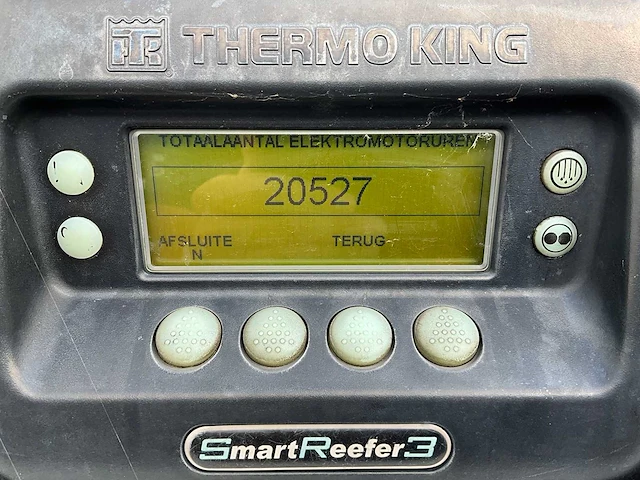 THERMO KING
TOTAALAANTAL ELEKTROMOTORUREN
20527
AFSLUITE TERUG
N
SmartReefer3